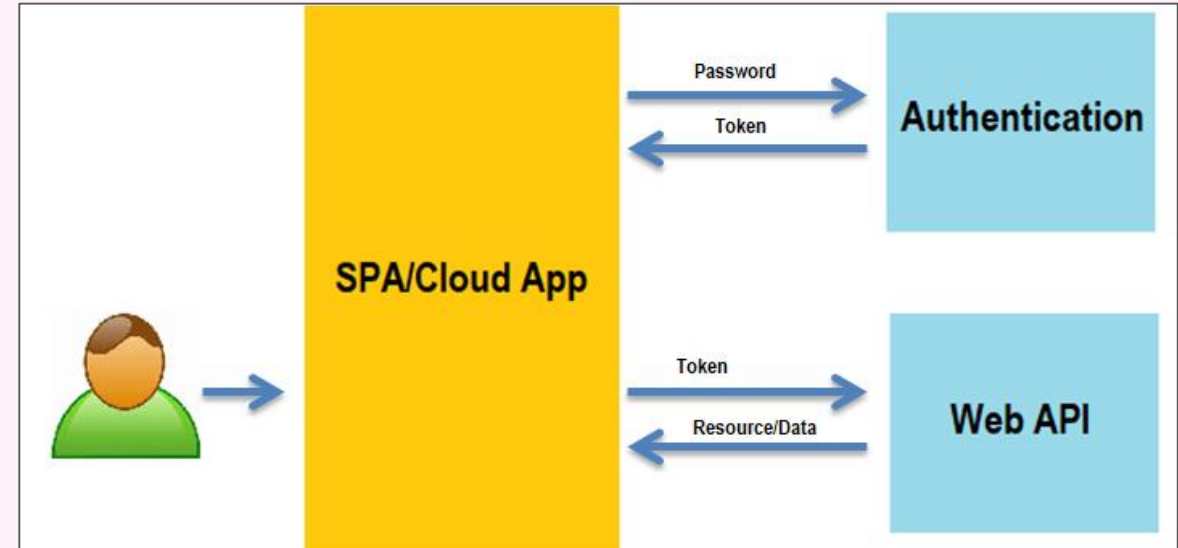 Password
Authentication
Token
SPA/Cloud App
Token
Web API
Resource/Data